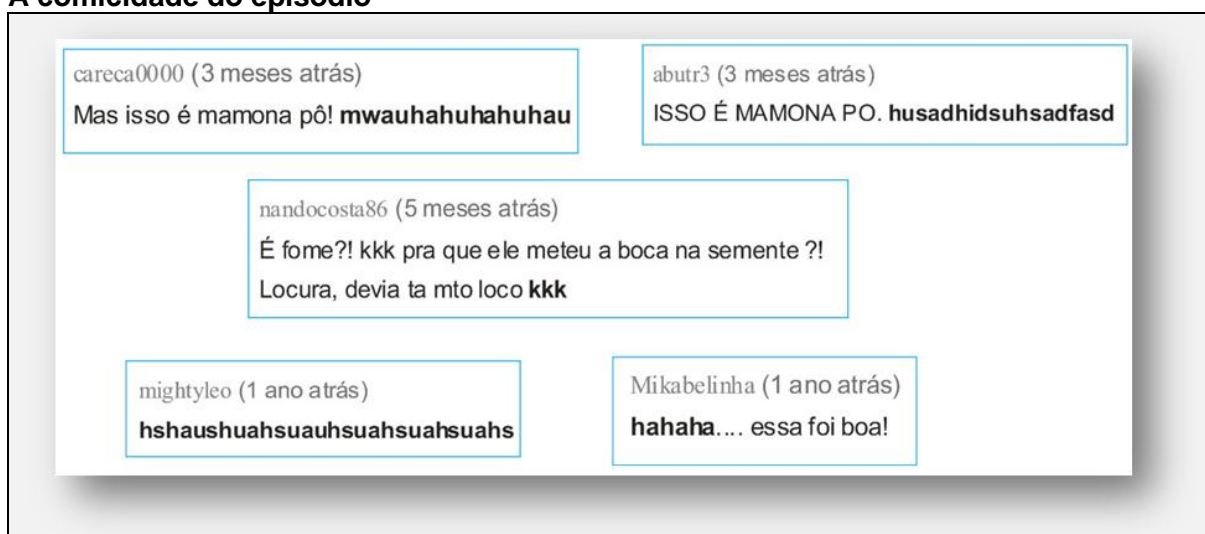 A comicidade do episódio
careca0000 (3 meses atrás)
Mas isso é mamona pô! mwauhahuhahuhau
abutr3 (3 meses atrás)
ISSO É MAMONA PO. husadhidsuhsadfasd
nandocosta86 (5 meses atrás)
É fome?! kkk pra que ele meteu a boca na semente ?!
Locura, devia ta mto loco kkk
mightyleo (1 ano atrás)
hshaushuahsuauhsuahsuahsuahs
Mikabelinha (1 ano atrás)
hahaha.... essa foi boa!